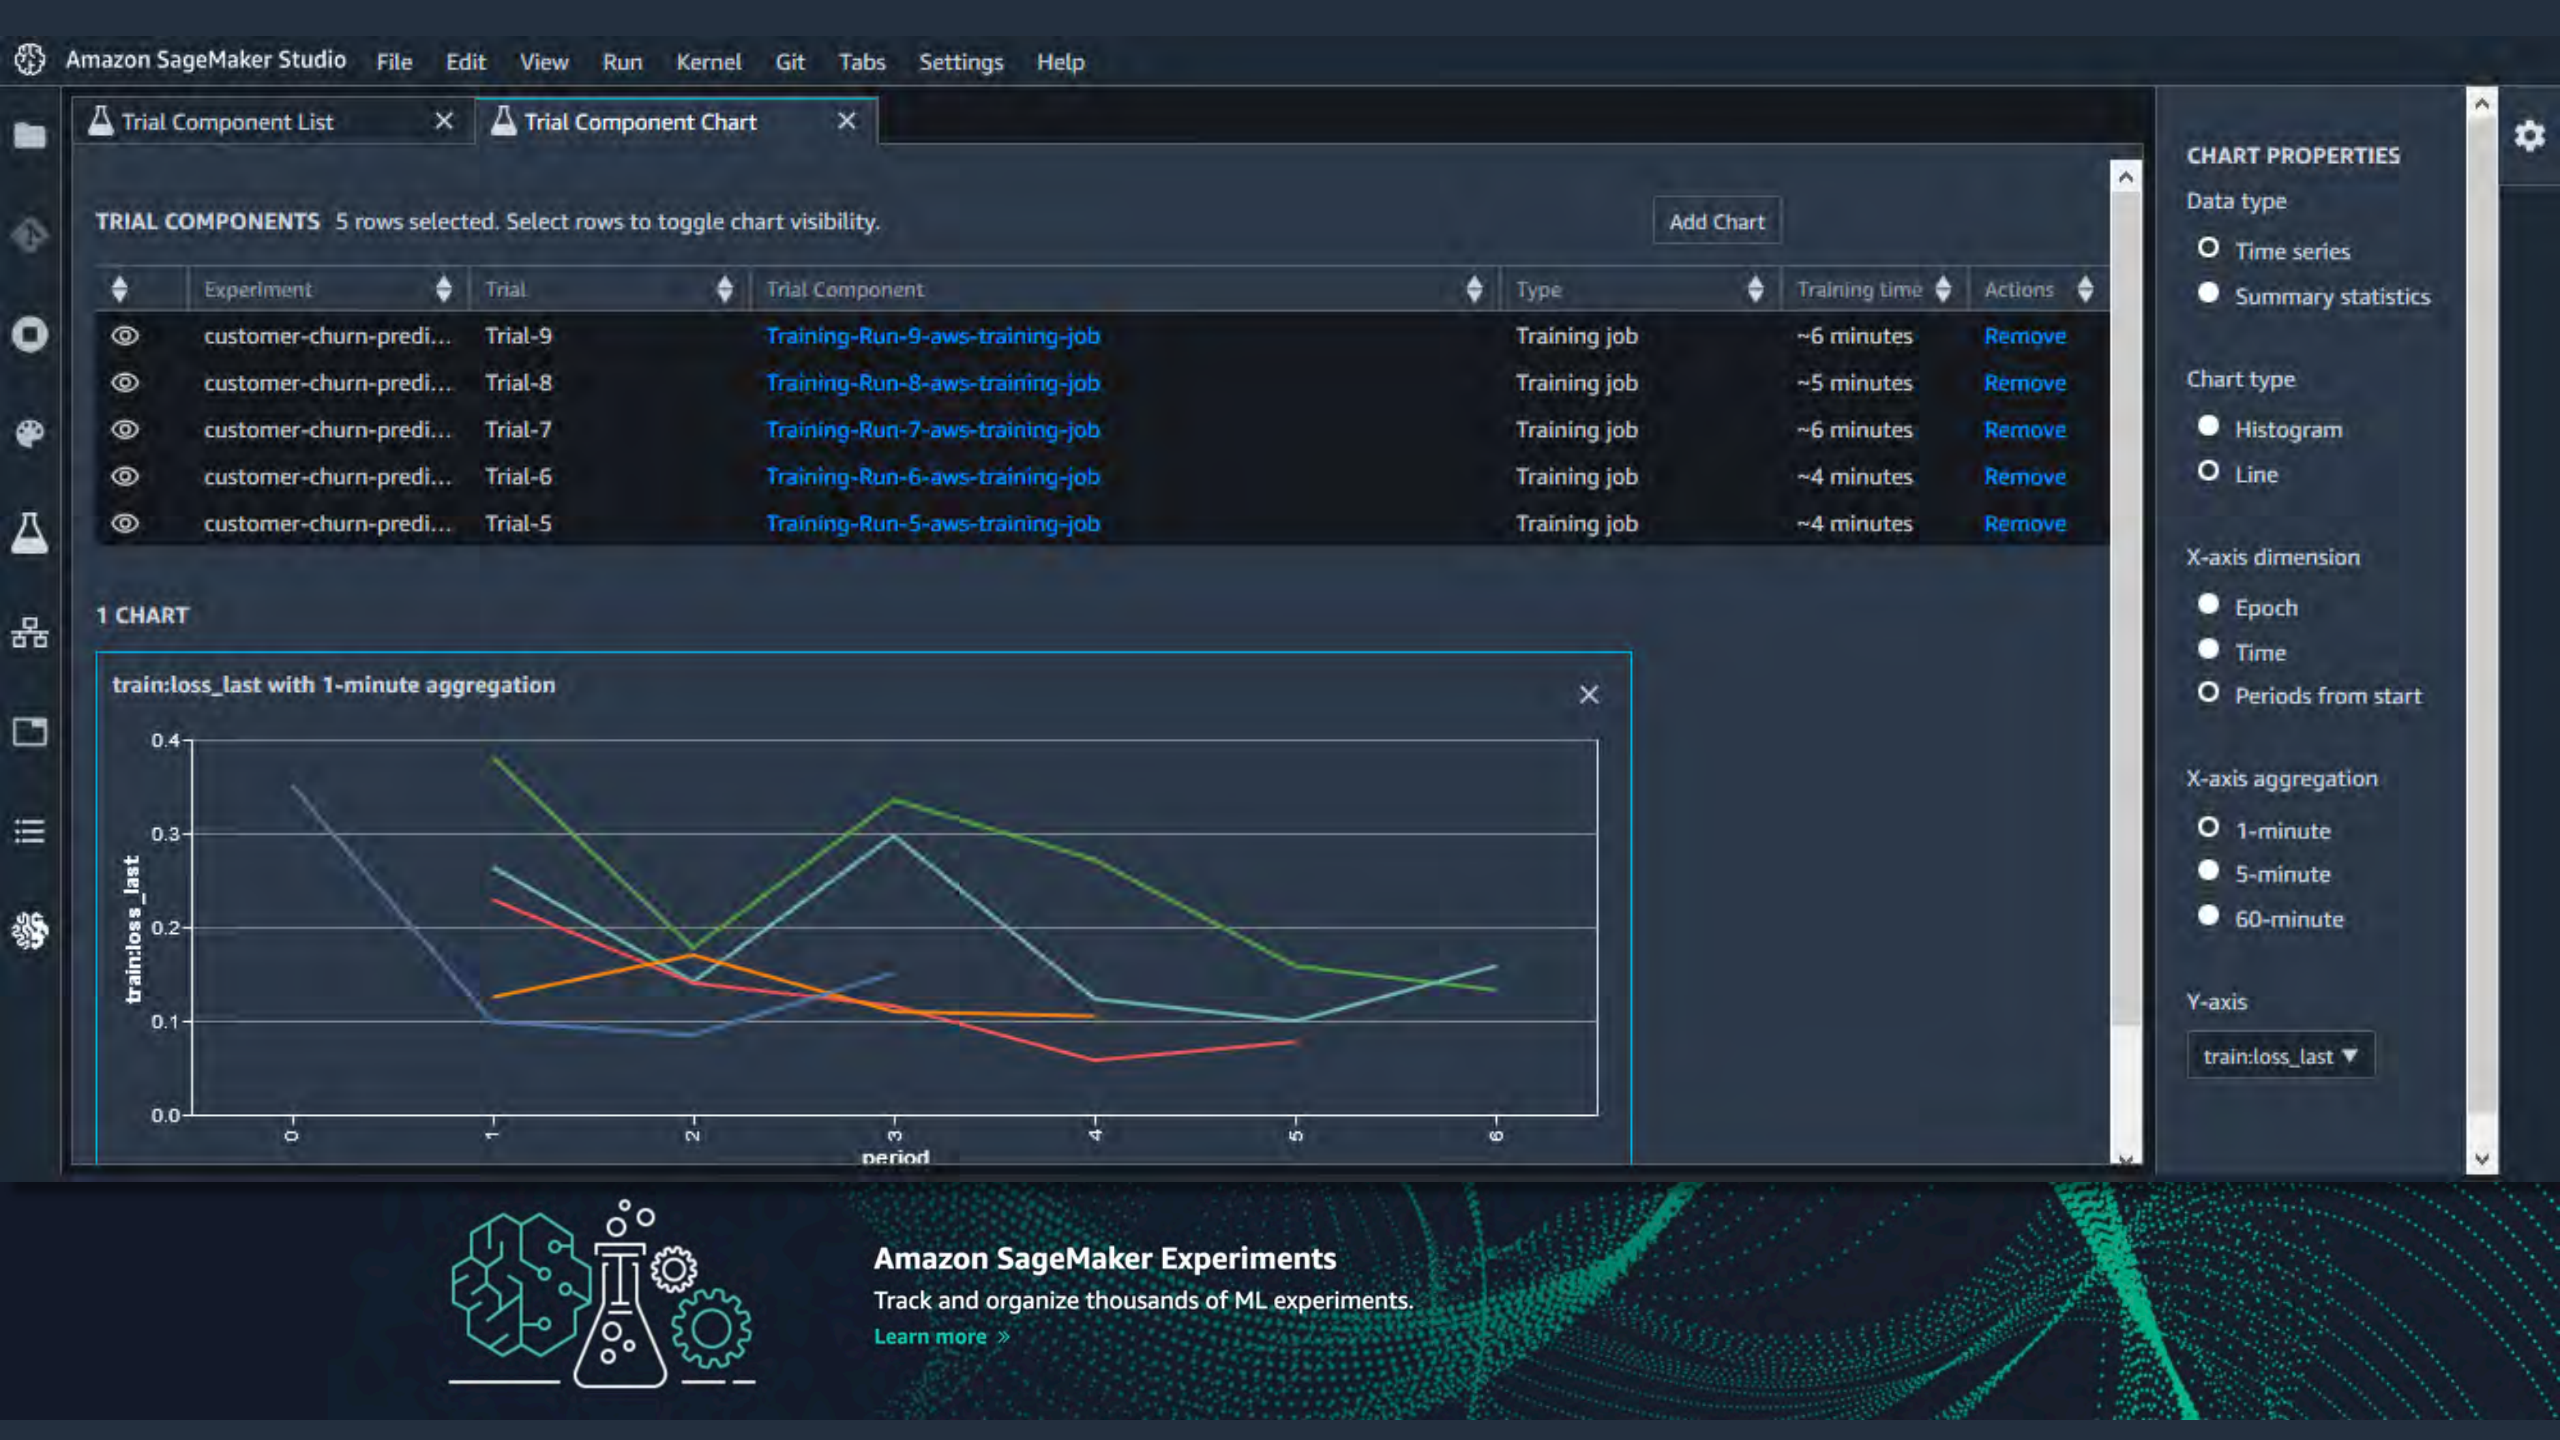 Amazon SageMaker Studio File Edit View Run Kernel Git Tabs Settings Help
Trial Component List
Trial Component Chart
TRIAL COMPONENTS 5 rows selected. Select rows to toggle chart visibility.
Add Chart
Experiment Trial Trial Component Type Training time Actions
customer-churn-predi... Trial-9 Training-Run-9-aws-training-job Training job ~6 minutes Remove
customer-churn-predi... Trial-8 Training-Run-8-aws-training-job Training job ~5 minutes Remove
customer-churn-predi... Trial-7 Training-Run-7-aws-training-job Training job ~6 minutes Remove
customer-churn-predi... Trial-6 Training-Run-6-aws-training-job Training job ~4 minutes Remove
customer-churn-predi... Trial-5 Training-Run-5-aws-training-job Training job ~4 minutes Remove
1 CHART
train:loss_last with 1-minute aggregation
train:loss_last
0.4
0.3
0.2
0.1
0.0
0 1 2 3 4 5 6
period
CHART PROPERTIES
Data type
Time series
Summary statistics
Chart type
Histogram
Line
X-axis dimension
Epoch
Time
Periods from start
X-axis aggregation
1-minute
5-minute
60-minute
Y-axis
train:loss_last
Amazon SageMaker Experiments
Track and organize thousands of ML experiments.
Learn more »